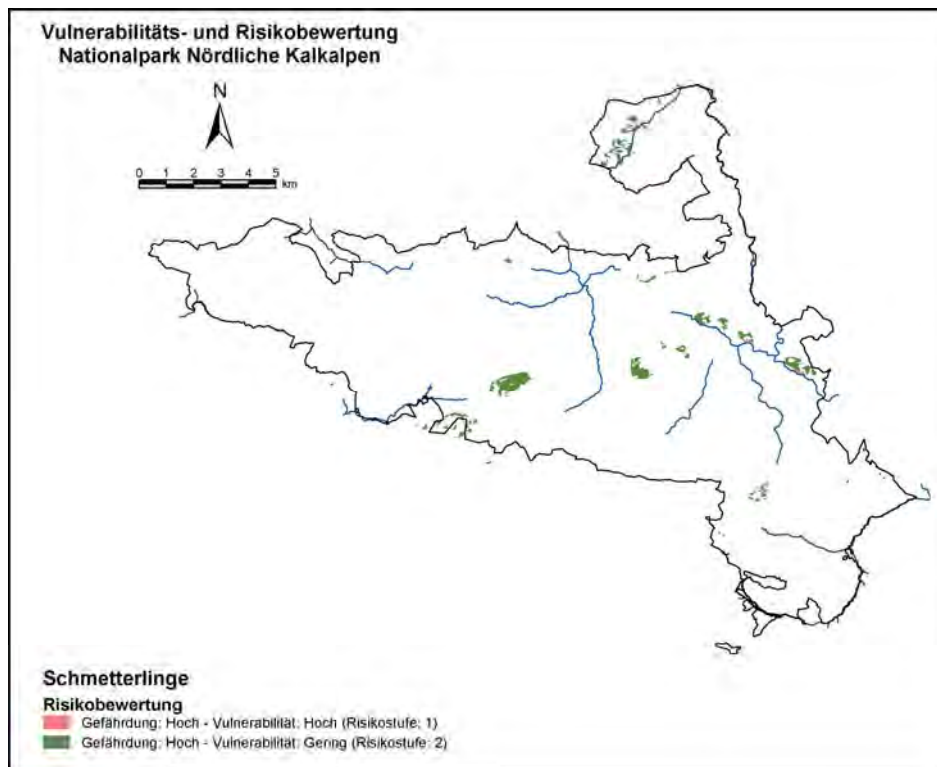 Vulnerabilitäts- und Risikobewertung
Nationalpark Nördliche Kalkalpen
N
0 1 2 3 4 5
km
Schmetterlinge
Risikobewertung
Gefährdung: Hoch - Vulnerabilität: Hoch (Risikostufe: 1)
Gefährdung: Hoch - Vulnerabilität: Gering (Risikostufe: 2)